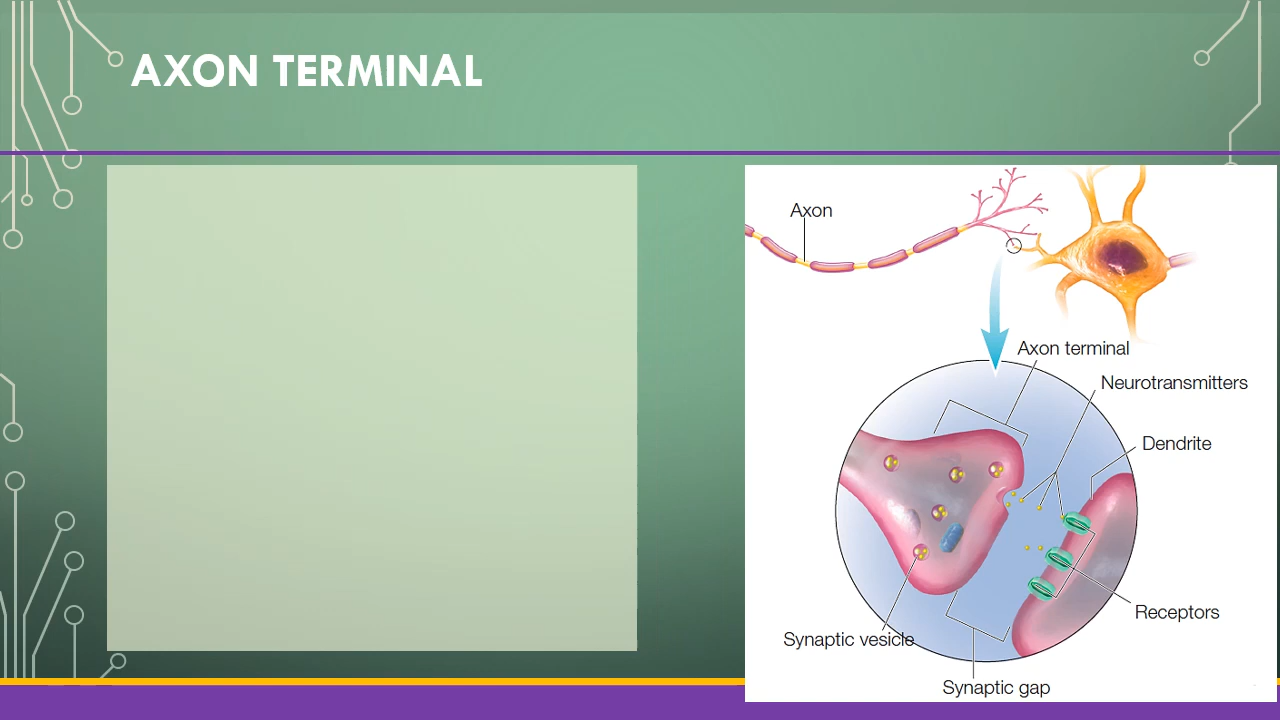 AXON TERMINAL
Axon
Axon terminal
Neurotransmitters
Dendrite
Receptors
Synaptic vesicle
Synaptic gap